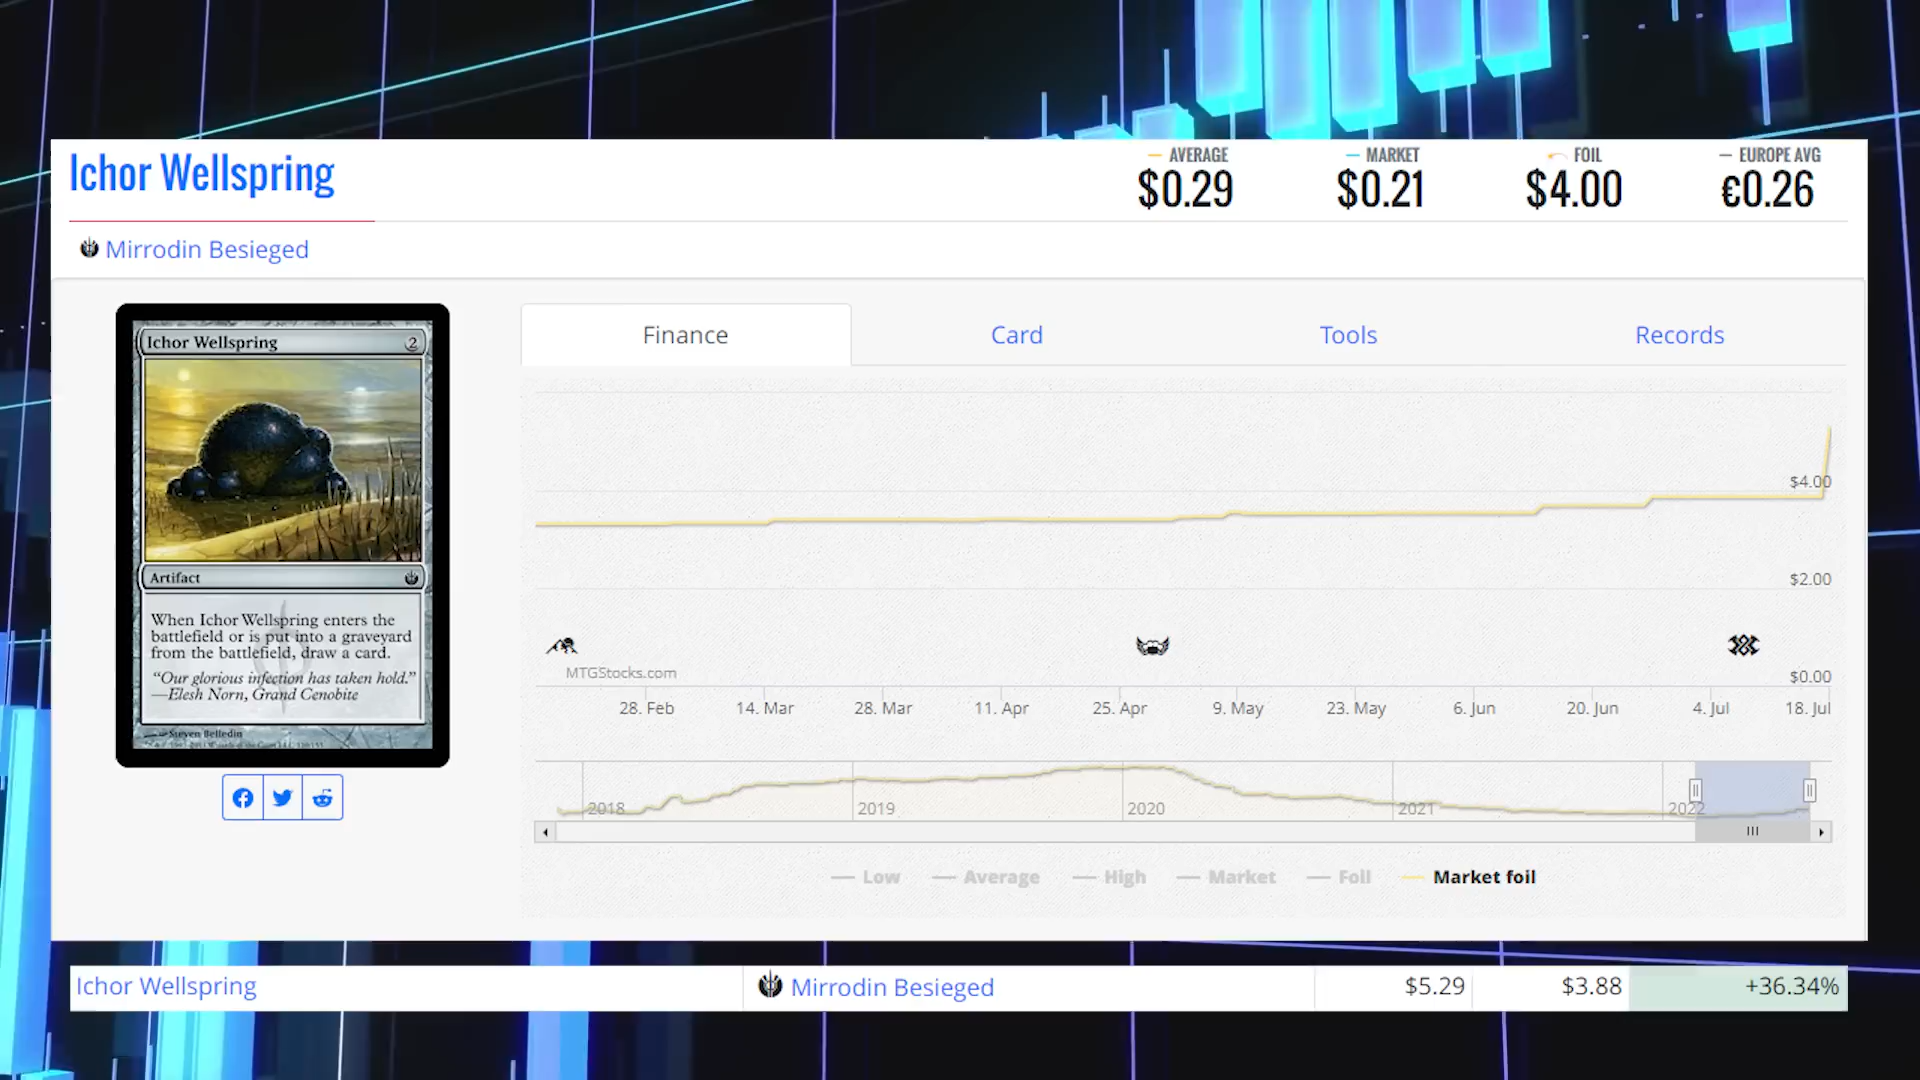 Ichor Wellspring
AVERAGE
$0.29
MARKET
$0.21
FOIL
$4.00
EUROPE AVG
€0.26
Mirrodin Besieged
Ichor Wellspring 2
Artifact
When Ichor Wellspring enters the
battlefield or is put into a graveyard
from the battlefield, draw a card.
“Our glorious infection has taken hold.”
—Elesh Norn, Grand Cenobite
Steven Belledin
Finance Card Tools Records
$4.00
$2.00
$0.00
MTGStocks.com
28. Feb 14. Mar 28. Mar 11. Apr 25. Apr 9. May 23. May 6. Jun 20. Jun 4. Jul 18. Jul
2018 2019 2020 2021 2022
Low Average High Market Foil Market foil
Ichor Wellspring Mirrodin Besieged $5.29 $3.88 +36.34%